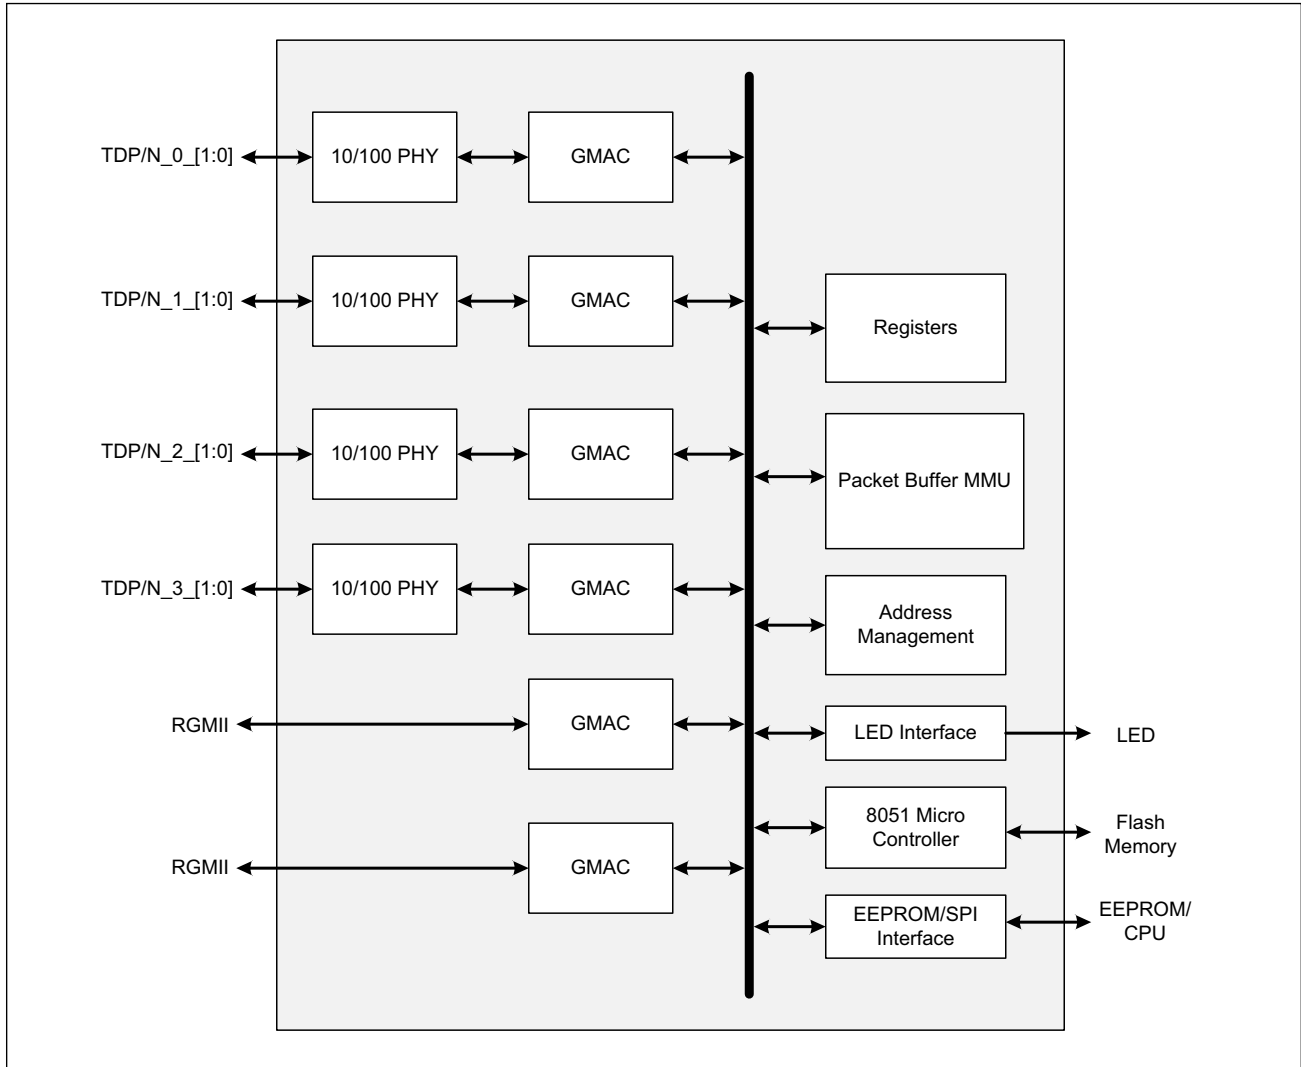 TDP/N_0_[1:0]
10/100 PHY
GMAC
TDP/N_1_[1:0]
10/100 PHY
GMAC
Registers
TDP/N_2_[1:0]
10/100 PHY
GMAC
Packet Buffer MMU
TDP/N_3_[1:0]
10/100 PHY
GMAC
Address
Management
RGMII
GMAC
LED Interface
LED
8051 Micro
Controller
Flash
Memory
RGMII
GMAC
EEPROM/SPI
Interface
EEPROM/
CPU